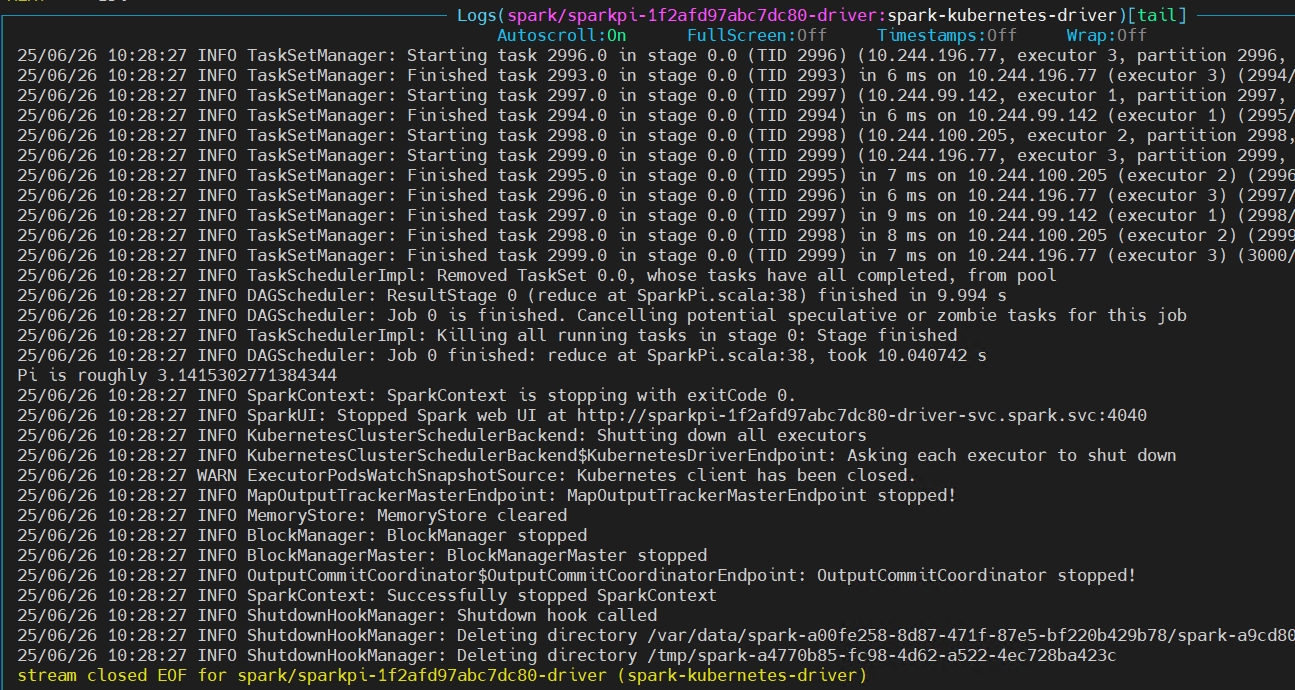 Logs(spark/sparkpi-1f2afd97abc7dc80-driver:spark-kubernetes-driver)[tail]
Autoscroll:On FullScreen:Off Timestamps:Off Wrap:Off
25/06/26 10:28:27 INFO TaskSetManager: Starting task 2996.0 in stage 0.0 (TID 2996) (10.244.196.77, executor 3, partition 2996,
25/06/26 10:28:27 INFO TaskSetManager: Finished task 2993.0 in stage 0.0 (TID 2993) in 6 ms on 10.244.196.77 (executor 3) (2994/
25/06/26 10:28:27 INFO TaskSetManager: Starting task 2997.0 in stage 0.0 (TID 2997) (10.244.99.142, executor 1, partition 2997,
25/06/26 10:28:27 INFO TaskSetManager: Finished task 2994.0 in stage 0.0 (TID 2994) in 6 ms on 10.244.99.142 (executor 1) (2995/
25/06/26 10:28:27 INFO TaskSetManager: Starting task 2998.0 in stage 0.0 (TID 2998) (10.244.100.205, executor 2, partition 2998,
25/06/26 10:28:27 INFO TaskSetManager: Starting task 2999.0 in stage 0.0 (TID 2999) (10.244.196.77, executor 3, partition 2999,
25/06/26 10:28:27 INFO TaskSetManager: Finished task 2995.0 in stage 0.0 (TID 2995) in 7 ms on 10.244.100.205 (executor 2) (2996
25/06/26 10:28:27 INFO TaskSetManager: Finished task 2996.0 in stage 0.0 (TID 2996) in 6 ms on 10.244.196.77 (executor 3) (2997/
25/06/26 10:28:27 INFO TaskSetManager: Finished task 2997.0 in stage 0.0 (TID 2997) in 9 ms on 10.244.99.142 (executor 1) (2998/
25/06/26 10:28:27 INFO TaskSetManager: Finished task 2998.0 in stage 0.0 (TID 2998) in 8 ms on 10.244.100.205 (executor 2) (2999
25/06/26 10:28:27 INFO TaskSetManager: Finished task 2999.0 in stage 0.0 (TID 2999) in 7 ms on 10.244.196.77 (executor 3) (3000/
25/06/26 10:28:27 INFO TaskSchedulerImpl: Removed TaskSet 0.0, whose tasks have all completed, from pool
25/06/26 10:28:27 INFO DAGScheduler: ResultStage 0 (reduce at SparkPi.scala:38) finished in 9.994 s
25/06/26 10:28:27 INFO DAGScheduler: Job 0 is finished. Cancelling potential speculative or zombie tasks for this job
25/06/26 10:28:27 INFO TaskSchedulerImpl: Killing all running tasks in stage 0: Stage finished
25/06/26 10:28:27 INFO DAGScheduler: Job 0 finished: reduce at SparkPi.scala:38, took 10.040742 s
Pi is roughly 3.1415302771384344
25/06/26 10:28:27 INFO SparkContext: SparkContext is stopping with exitCode 0.
25/06/26 10:28:27 INFO SparkUI: Stopped Spark web UI at http://sparkpi-1f2afd97abc7dc80-driver-svc.spark.svc:4040
25/06/26 10:28:27 INFO KubernetesClusterSchedulerBackend: Shutting down all executors
25/06/26 10:28:27 INFO KubernetesClusterSchedulerBackend$KubernetesDriverEndpoint: Asking each executor to shut down
25/06/26 10:28:27 WARN ExecutorPodsWatchSnapshotSource: Kubernetes client has been closed.
25/06/26 10:28:27 INFO MapOutputTrackerMasterEndpoint: MapOutputTrackerMasterEndpoint stopped!
25/06/26 10:28:27 INFO MemoryStore: MemoryStore cleared
25/06/26 10:28:27 INFO BlockManager: BlockManager stopped
25/06/26 10:28:27 INFO BlockManagerMaster: BlockManagerMaster stopped
25/06/26 10:28:27 INFO OutputCommitCoordinator$OutputCommitCoordinatorEndpoint: OutputCommitCoordinator stopped!
25/06/26 10:28:27 INFO SparkContext: Successfully stopped SparkContext
25/06/26 10:28:27 INFO ShutdownHookManager: Shutdown hook called
25/06/26 10:28:27 INFO ShutdownHookManager: Deleting directory /var/data/spark-a00fe258-8d87-471f-87e5-bf220b429b78/spark-a9cd80
25/06/26 10:28:27 INFO ShutdownHookManager: Deleting directory /tmp/spark-a4770b85-fc98-4d62-a522-4ec728ba423c
stream closed EOF for spark/sparkpi-1f2afd97abc7dc80-driver (spark-kubernetes-driver)